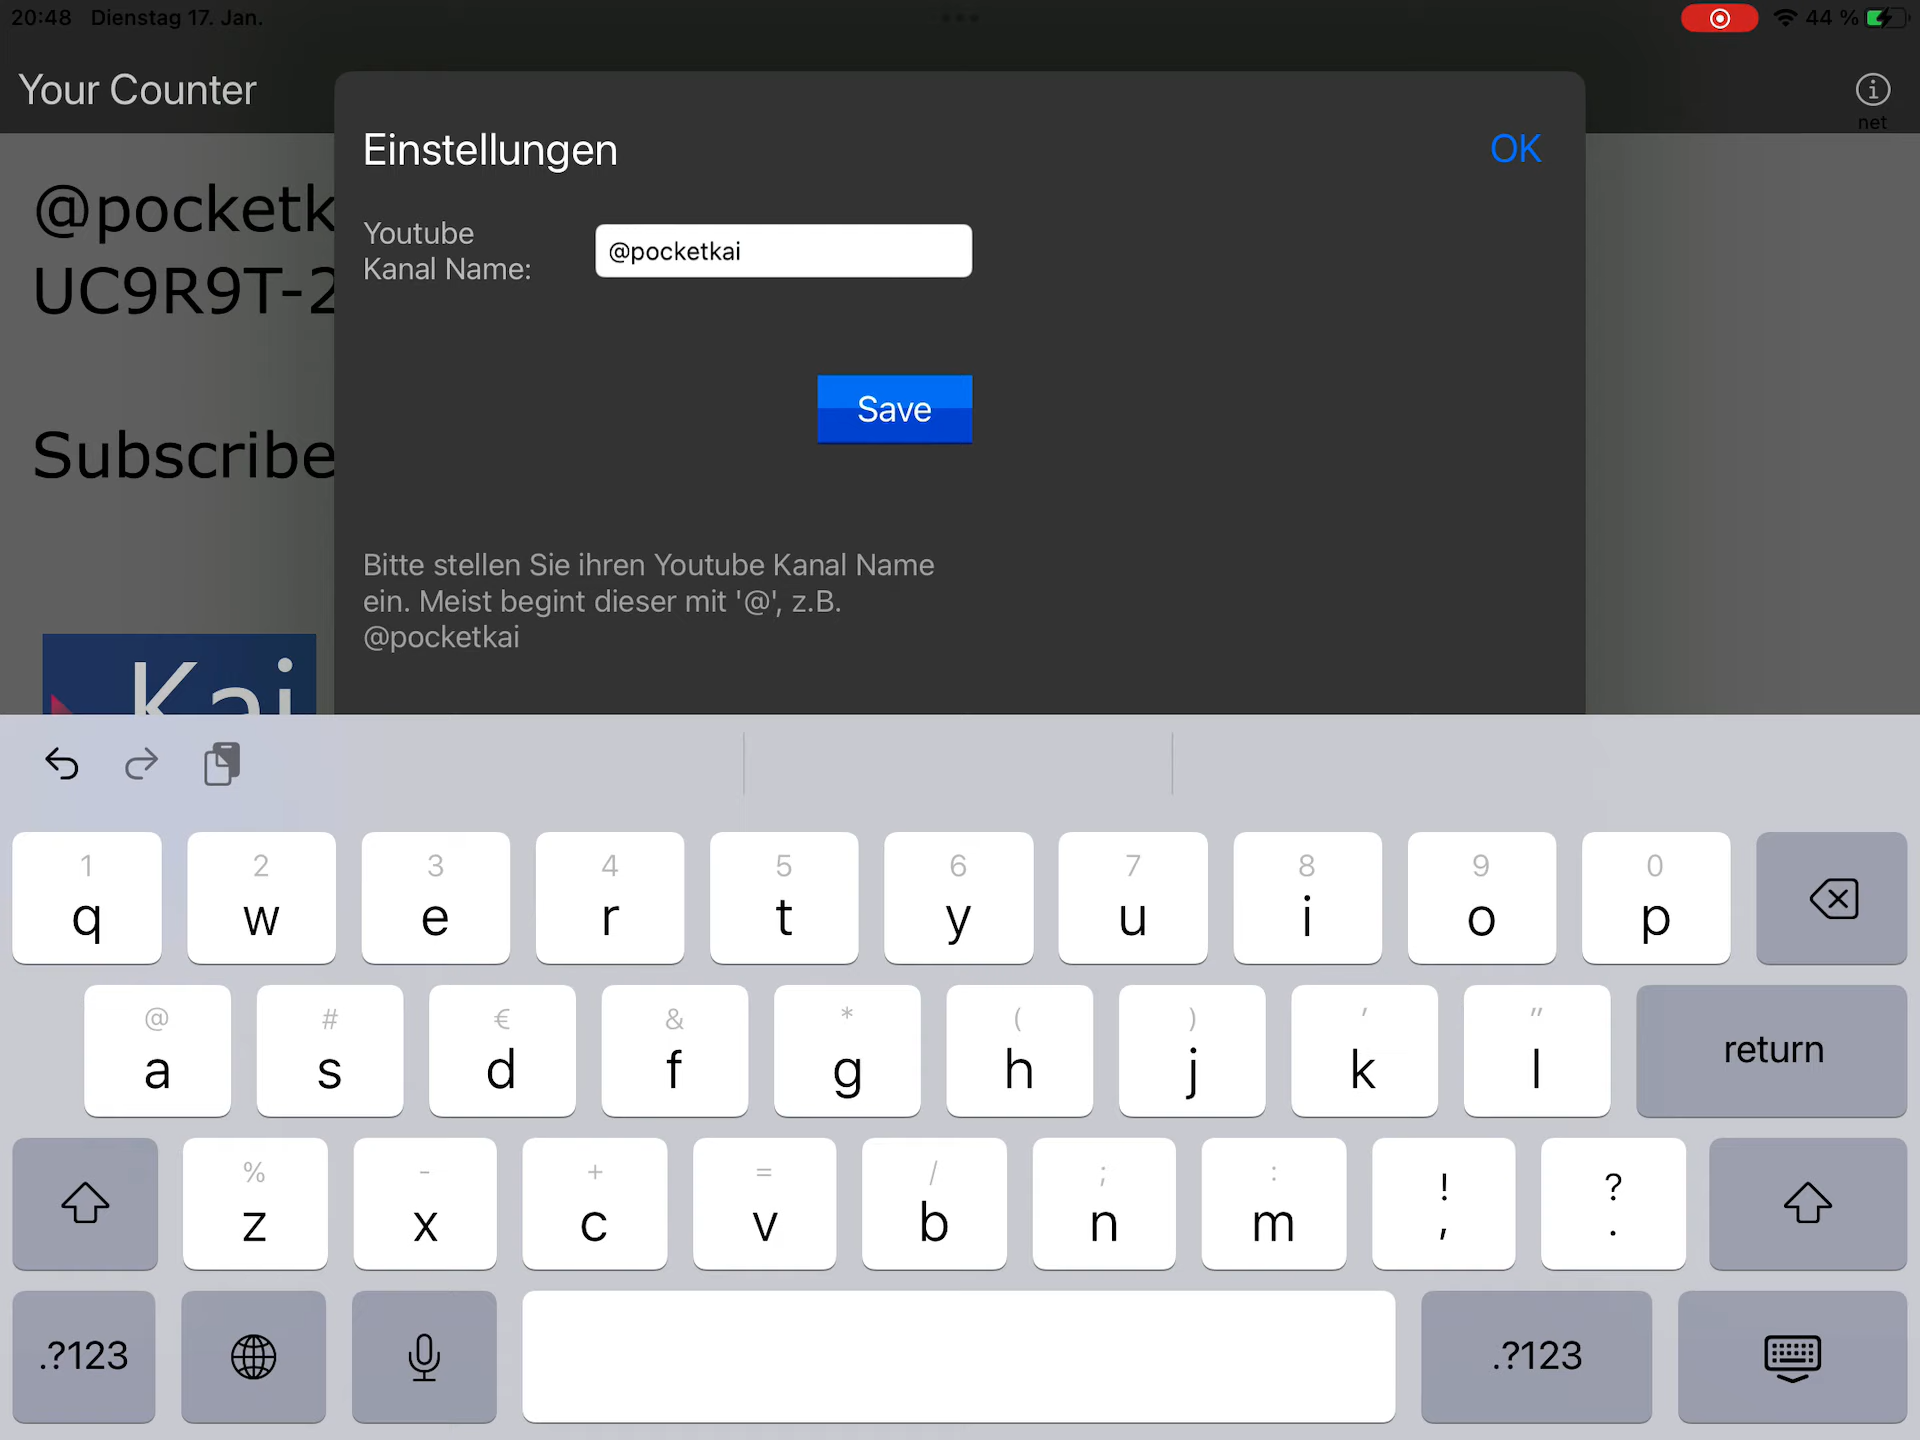 20:48 Dienstag 17. Jan.
44 %
Your Counter
net
Einstellungen
OK
@pocketk
UC9R9T-2
Youtube
Kanal Name:
@pocketkai
Save
Subscribe
Bitte stellen Sie ihren Youtube Kanal Name
ein. Meist begint dieser mit '@', z.B.
@pocketkai
Kai
1 2 3 4 5 6 7 8 9 0
q w e r t y u i o p
@ # € & * ( ) ' "
a s d f g h j k l return
% - + = / ; : ! ?
z x c v b n m , .
.?123 .?123